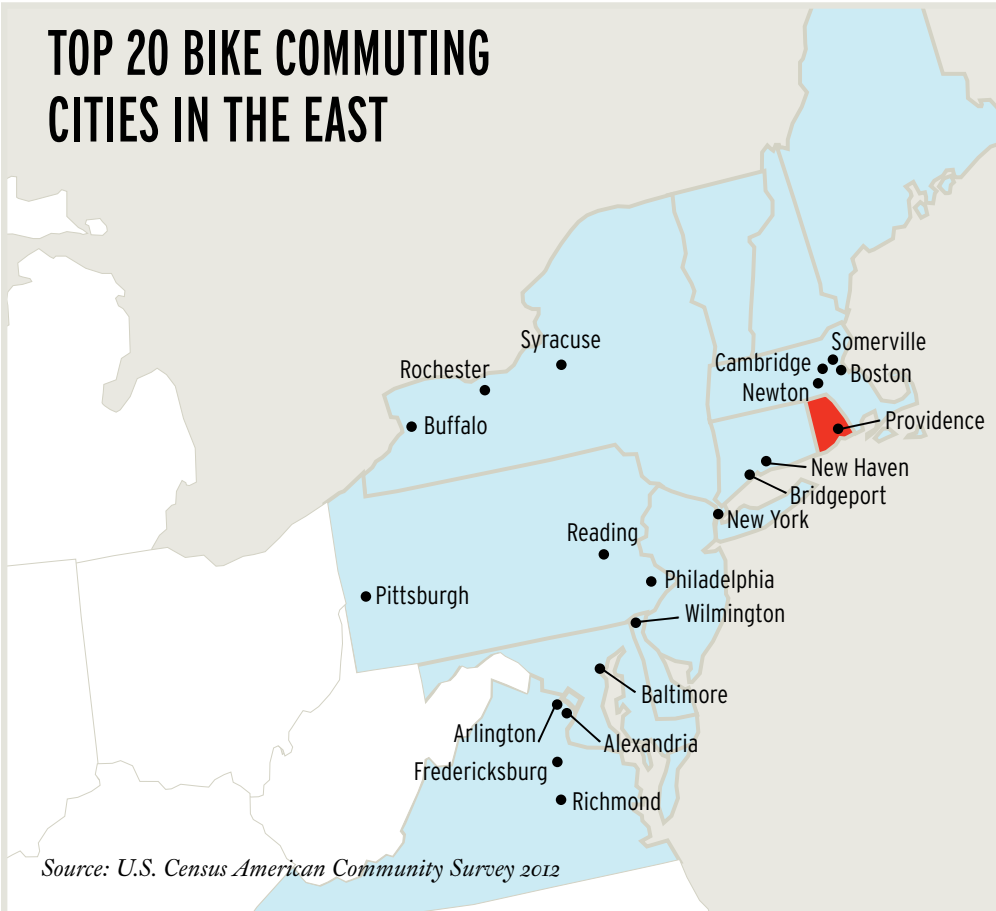 TOP 20 BIKE COMMUTING
CITIES IN THE EAST
Syracuse
Somerville
Cambridge
Rochester
Boston
Newton
Providence
Buffalo
New Haven
Bridgeport
New York
Reading
Philadelphia
Pittsburgh
Wilmington
Baltimore
Arlington
Alexandria
Fredericksburg
Richmond
Source: U.S. Census American Community Survey 2012